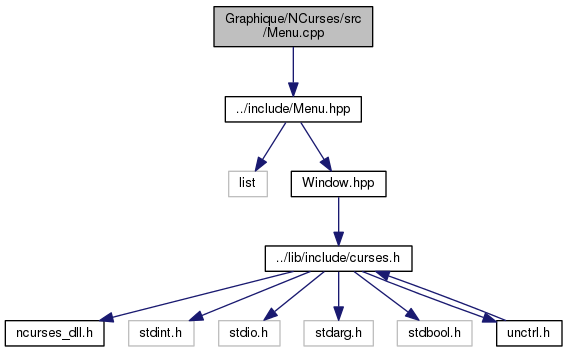 Graphique/NCurses/src
/Menu.cpp
../include/Menu.hpp
list
Window.hpp
../lib/include/curses.h
ncurses_dll.h
stdint.h
stdio.h
stdarg.h
stdbool.h
unctrl.h